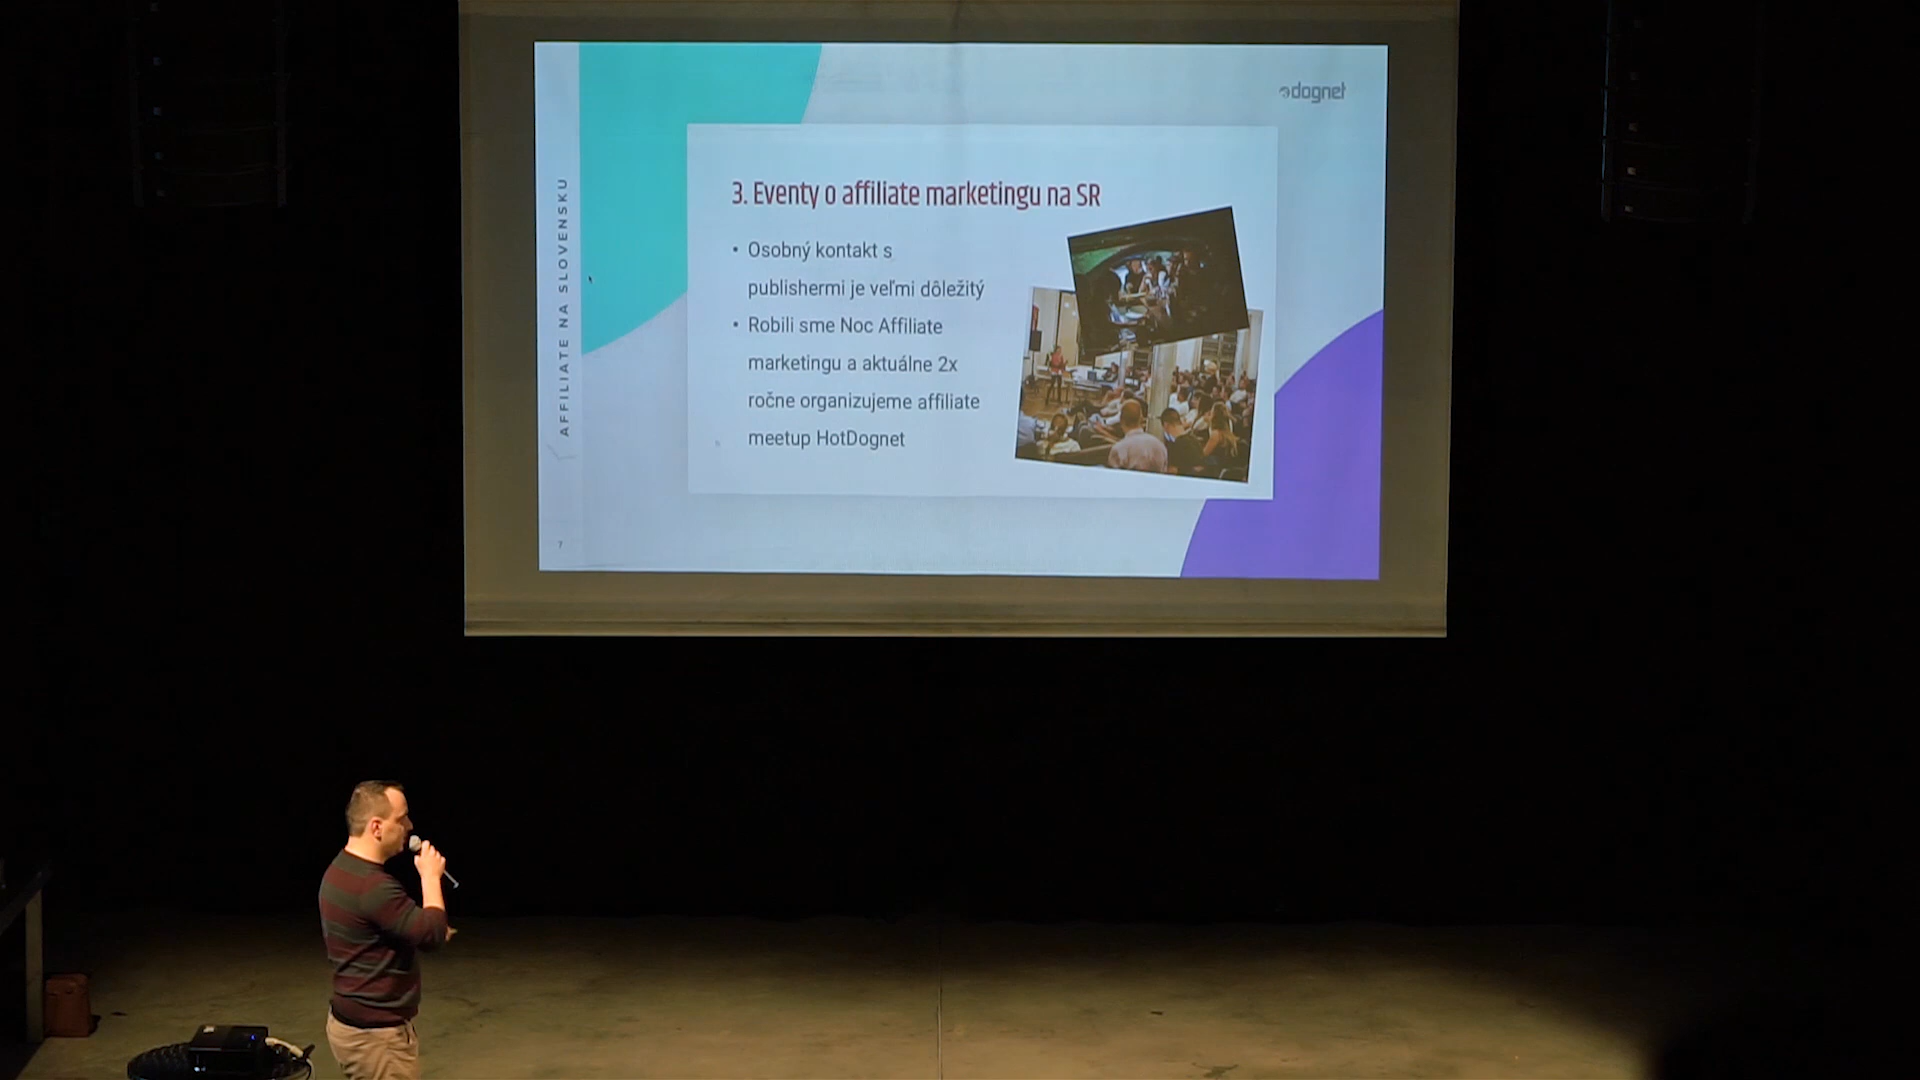 dognet
AFFILIATE NA SLOVENSKU
3. Eventy o affiliate marketingu na SR
• Osobný kontakt s
publishermi je veľmi dôležitý
• Robili sme Noc Affiliate
marketingu a aktuálne 2x
ročne organizujeme affiliate
meetup HotDognet
7